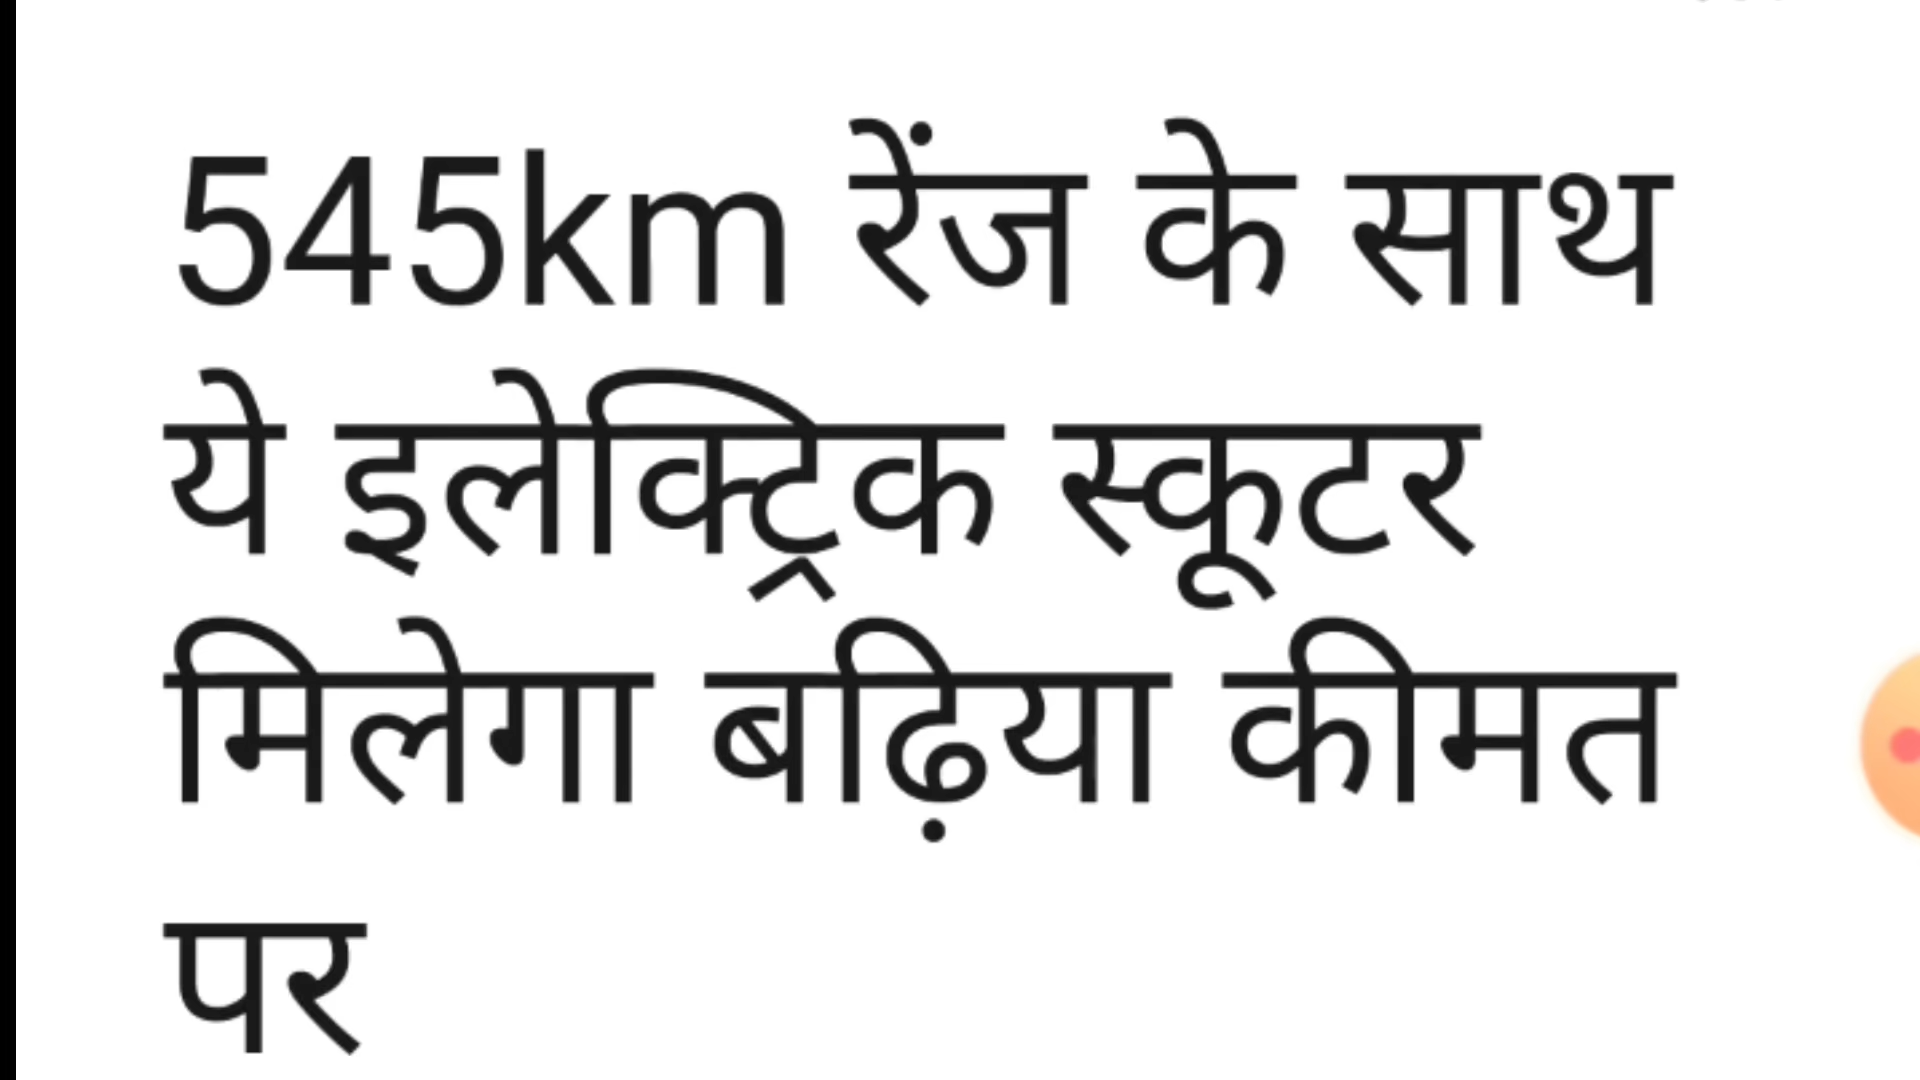 545km रेंज के साथ
ये इलेक्ट्रिक स्कूटर
मिलेगा बढ़िया कीमत
पर